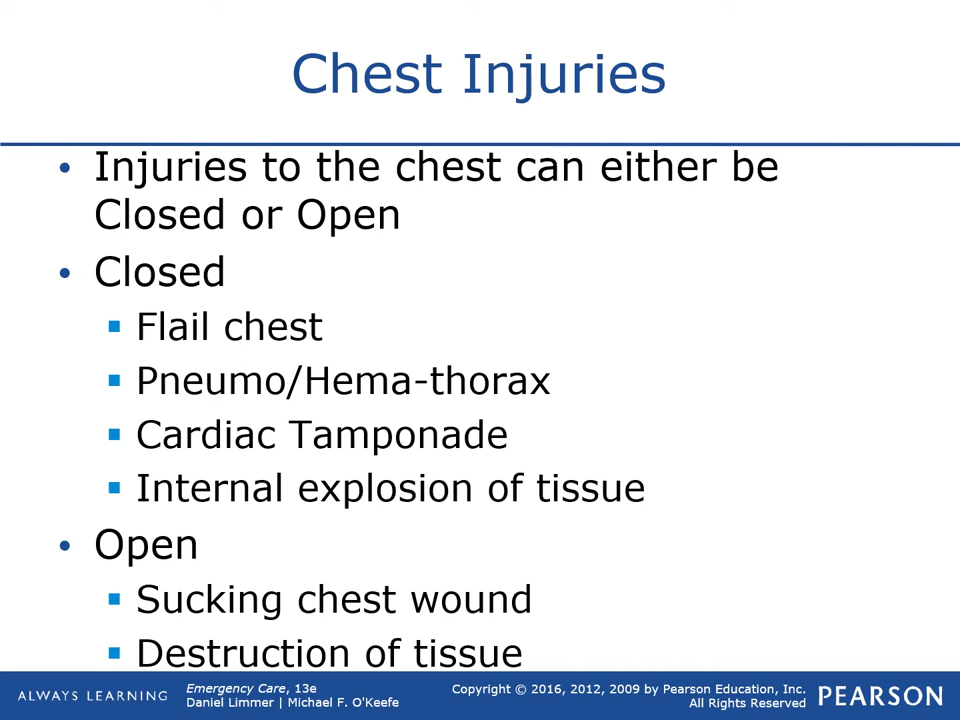 Chest Injuries
• Injuries to the chest can either be
Closed or Open
• Closed
▪ Flail chest
▪ Pneumo/Hema-thorax
▪ Cardiac Tamponade
▪ Internal explosion of tissue
• Open
▪ Sucking chest wound
▪ Destruction of tissue
ALWAYS LEARNING
Emergency Care, 13e
Daniel Limmer | Michael F. O'Keefe
Copyright © 2016, 2012, 2009 by Pearson Education, Inc.
All Rights Reserved
PEARSON